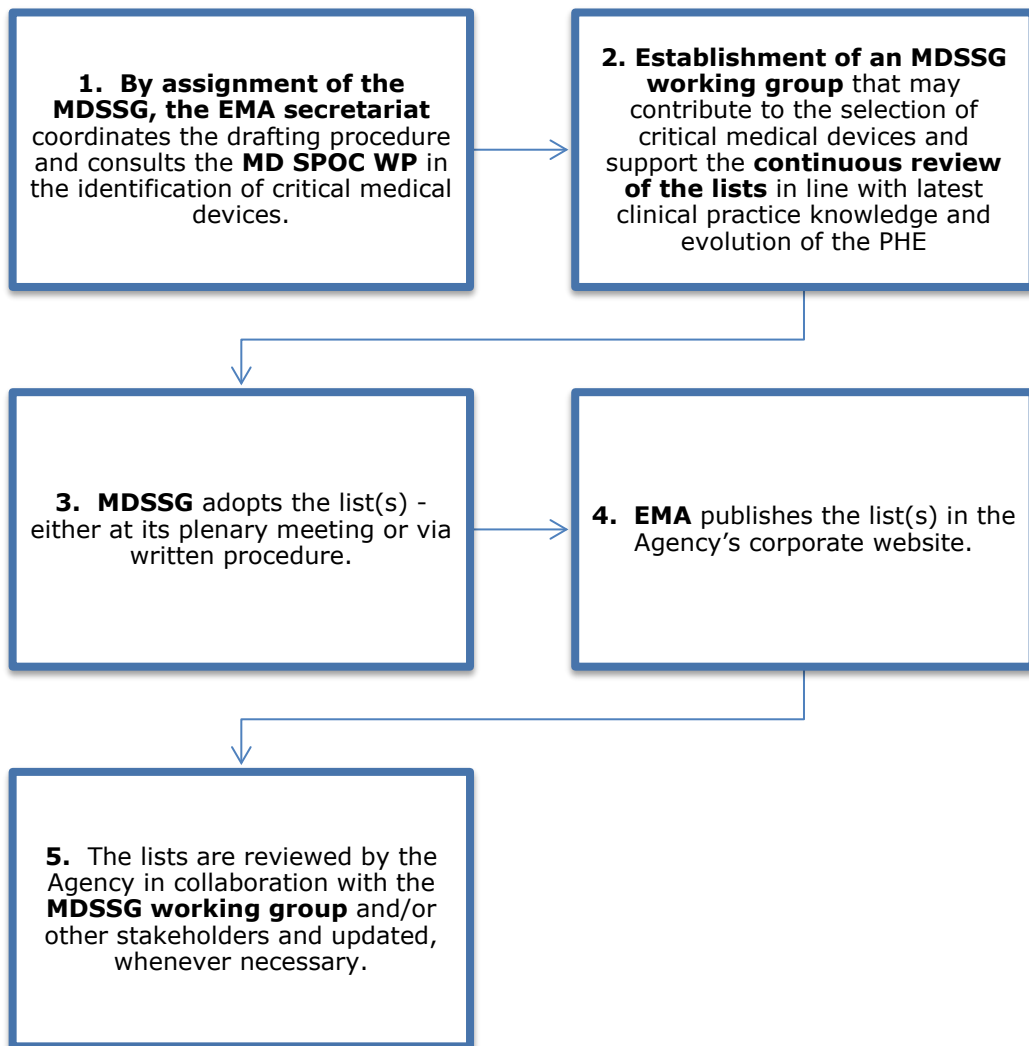 1. By assignment of the
MDSSG, the EMA secretariat
coordinates the drafting procedure
and consults the MD SPOC WP in
the identification of critical medical
devices.
2. Establishment of an MDSSG
working group that may
contribute to the selection of
critical medical devices and
support the continuous review
of the lists in line with latest
clinical practice knowledge and
evolution of the PHE
3. MDSSG adopts the list(s) -
either at its plenary meeting or via
written procedure.
4. EMA publishes the list(s) in the
Agency’s corporate website.
5. The lists are reviewed by the
Agency in collaboration with the
MDSSG working group and/or
other stakeholders and updated,
whenever necessary.